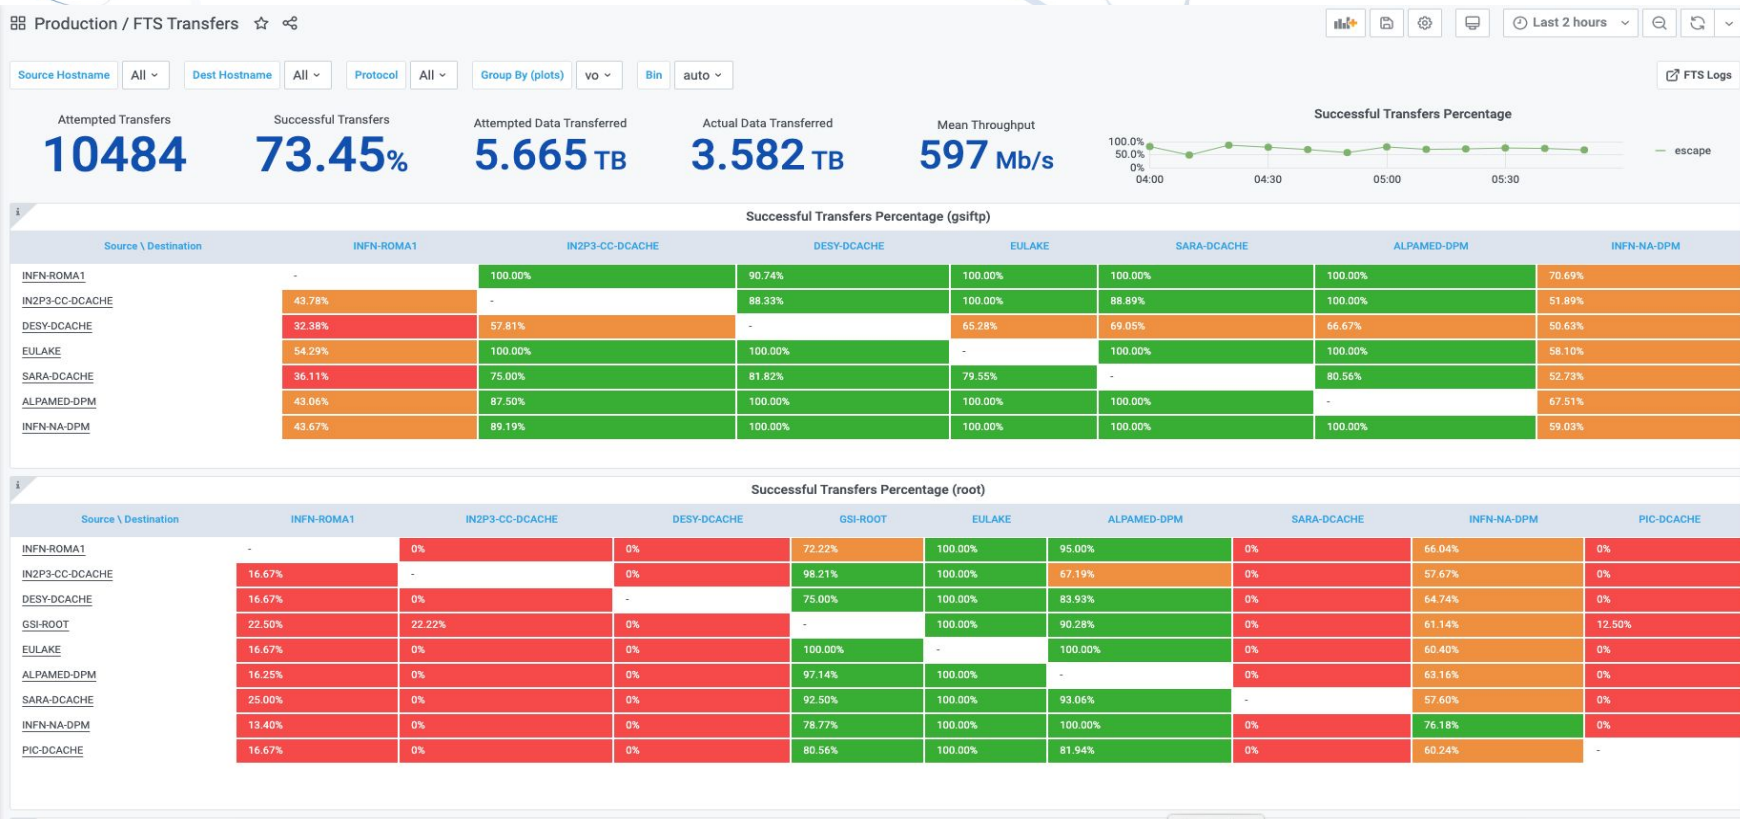 Production / FTS Transfers
Last 2 hours
Source Hostname All Dest Hostname All Protocol All Group By (plots) vo Bin auto FTS Logs
Attempted Transfers
10484
Successful Transfers
73.45%
Attempted Data Transferred
5.665 TB
Actual Data Transferred
3.582 TB
Mean Throughput
597 Mb/s
Successful Transfers Percentage
100.0%
50.0%
0%
04:00 04:30 05:00 05:30
escape
i
Successful Transfers Percentage (gsiftp)
Source \ Destination INFN-ROMA1 IN2P3-CC-DCACHE DESY-DCACHE EULAKE SARA-DCACHE ALPAMED-DPM INFN-NA-DPM
INFN-ROMA1 - 100.00% 90.74% 100.00% 100.00% 100.00% 70.69%
IN2P3-CC-DCACHE 43.78% - 88.33% 100.00% 88.89% 100.00% 51.89%
DESY-DCACHE 32.38% 57.81% - 65.28% 69.05% 66.67% 50.63%
EULAKE 54.29% 100.00% 100.00% - 100.00% 100.00% 58.10%
SARA-DCACHE 36.11% 75.00% 81.82% 79.55% - 80.56% 52.73%
ALPAMED-DPM 43.06% 87.50% 100.00% 100.00% 100.00% - 67.51%
INFN-NA-DPM 43.67% 89.19% 100.00% 100.00% 100.00% 100.00% 59.03%
i
Successful Transfers Percentage (root)
Source \ Destination INFN-ROMA1 IN2P3-CC-DCACHE DESY-DCACHE GSI-ROOT EULAKE ALPAMED-DPM SARA-DCACHE INFN-NA-DPM PIC-DCACHE
INFN-ROMA1 - 0% 0% 72.22% 100.00% 95.00% 0% 66.04% 0%
IN2P3-CC-DCACHE 16.67% - 0% 98.21% 100.00% 67.19% 0% 57.67% 0%
DESY-DCACHE 16.67% 0% - 75.00% 100.00% 83.93% 0% 64.74% 0%
GSI-ROOT 22.50% 22.22% 0% - 100.00% 90.28% 0% 61.14% 12.50%
EULAKE 16.67% 0% 0% 100.00% - 100.00% 0% 60.40% 0%
ALPAMED-DPM 16.25% 0% 0% 97.14% 100.00% - 0% 63.16% 0%
SARA-DCACHE 25.00% 0% 0% 92.50% 100.00% 93.06% - 57.60% 0%
INFN-NA-DPM 13.40% 0% 0% 78.77% 100.00% 100.00% 0% 76.18% 0%
PIC-DCACHE 16.67% 0% 0% 80.56% 100.00% 81.94% 0% 60.24% -